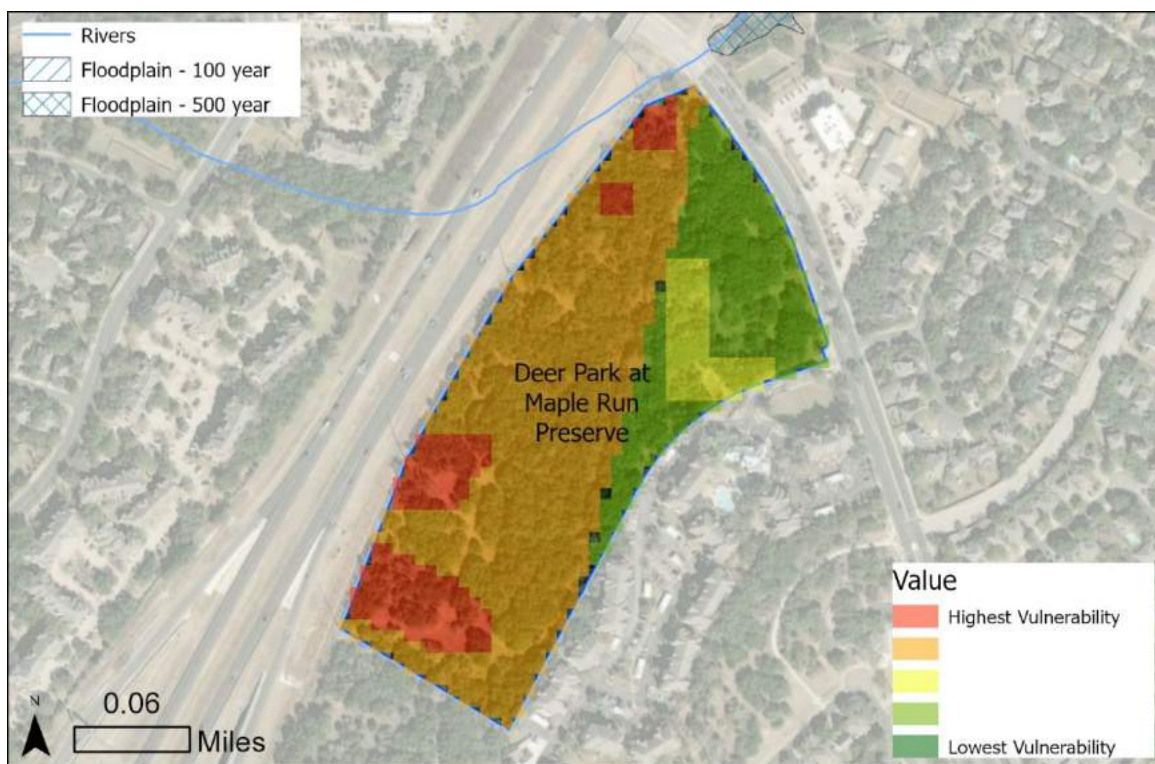 Rivers
Floodplain - 100 year
Floodplain - 500 year
Deer Park at
Maple Run
Preserve
Value
Highest Vulnerability
Lowest Vulnerability
N
0.06
Miles